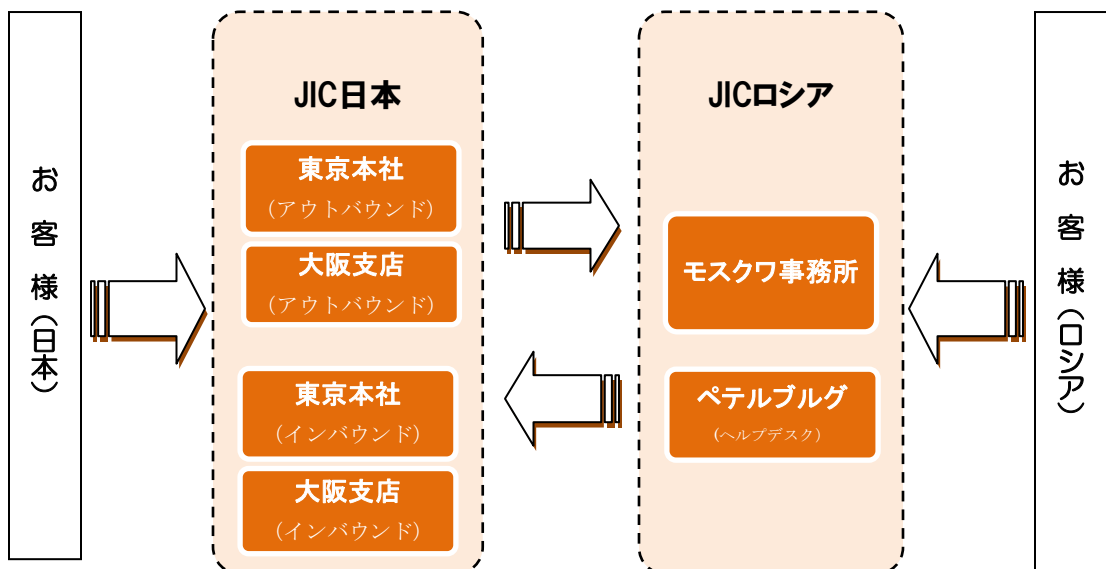 お客様(日本)
JIC日本
東京本社
(アウトバウンド)
大阪支店
(アウトバウンド)
東京本社
(インバウンド)
大阪支店
(インバウンド)
JICロシア
モスクワ事務所
ペテルブルグ
(ヘルプデスク)
お客様(ロシア)